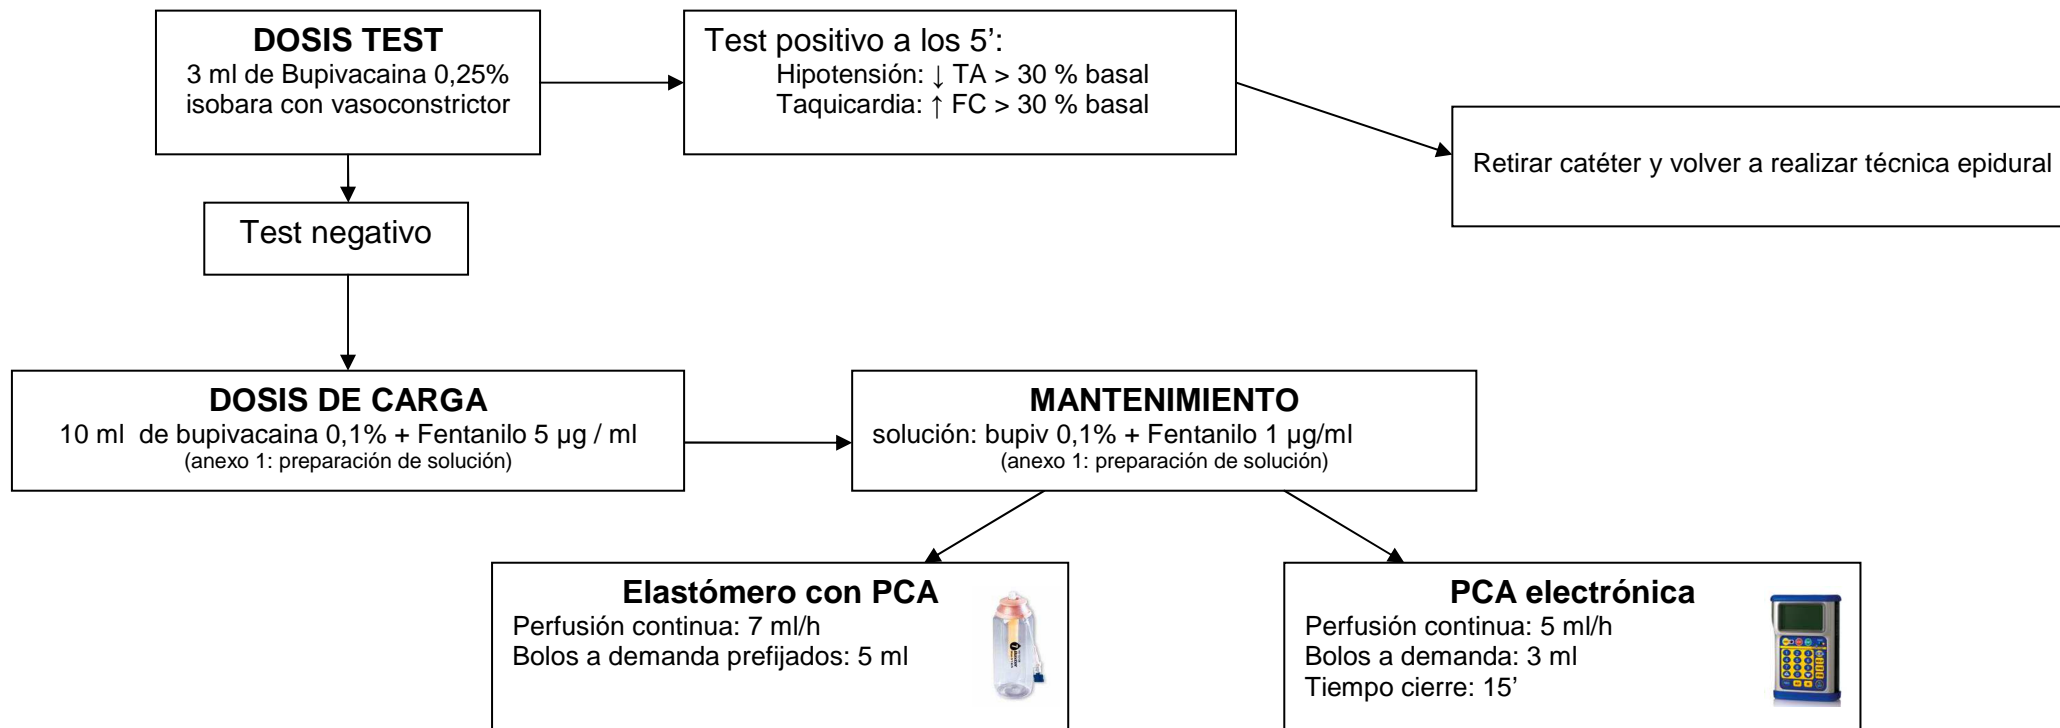 DOSIS TEST
3 ml de Bupivacaina 0,25%
isobara con vasoconstrictor
Test positivo a los 5’:
Hipotensión: ↓ TA > 30 % basal
Taquicardia: ↑ FC > 30 % basal
Retirar catéter y volver a realizar técnica epidural
Test negativo
DOSIS DE CARGA
10 ml de bupivacaina 0,1% + Fentanilo 5 µg / ml
(anexo 1: preparación de solución)
MANTENIMIENTO
solución: bupiv 0,1% + Fentanilo 1 µg/ml
(anexo 1: preparación de solución)
Elastómero con PCA
Perfusión continua: 7 ml/h
Bolos a demanda prefijados: 5 ml
PCA electrónica
Perfusión continua: 5 ml/h
Bolos a demanda: 3 ml
Tiempo cierre: 15’